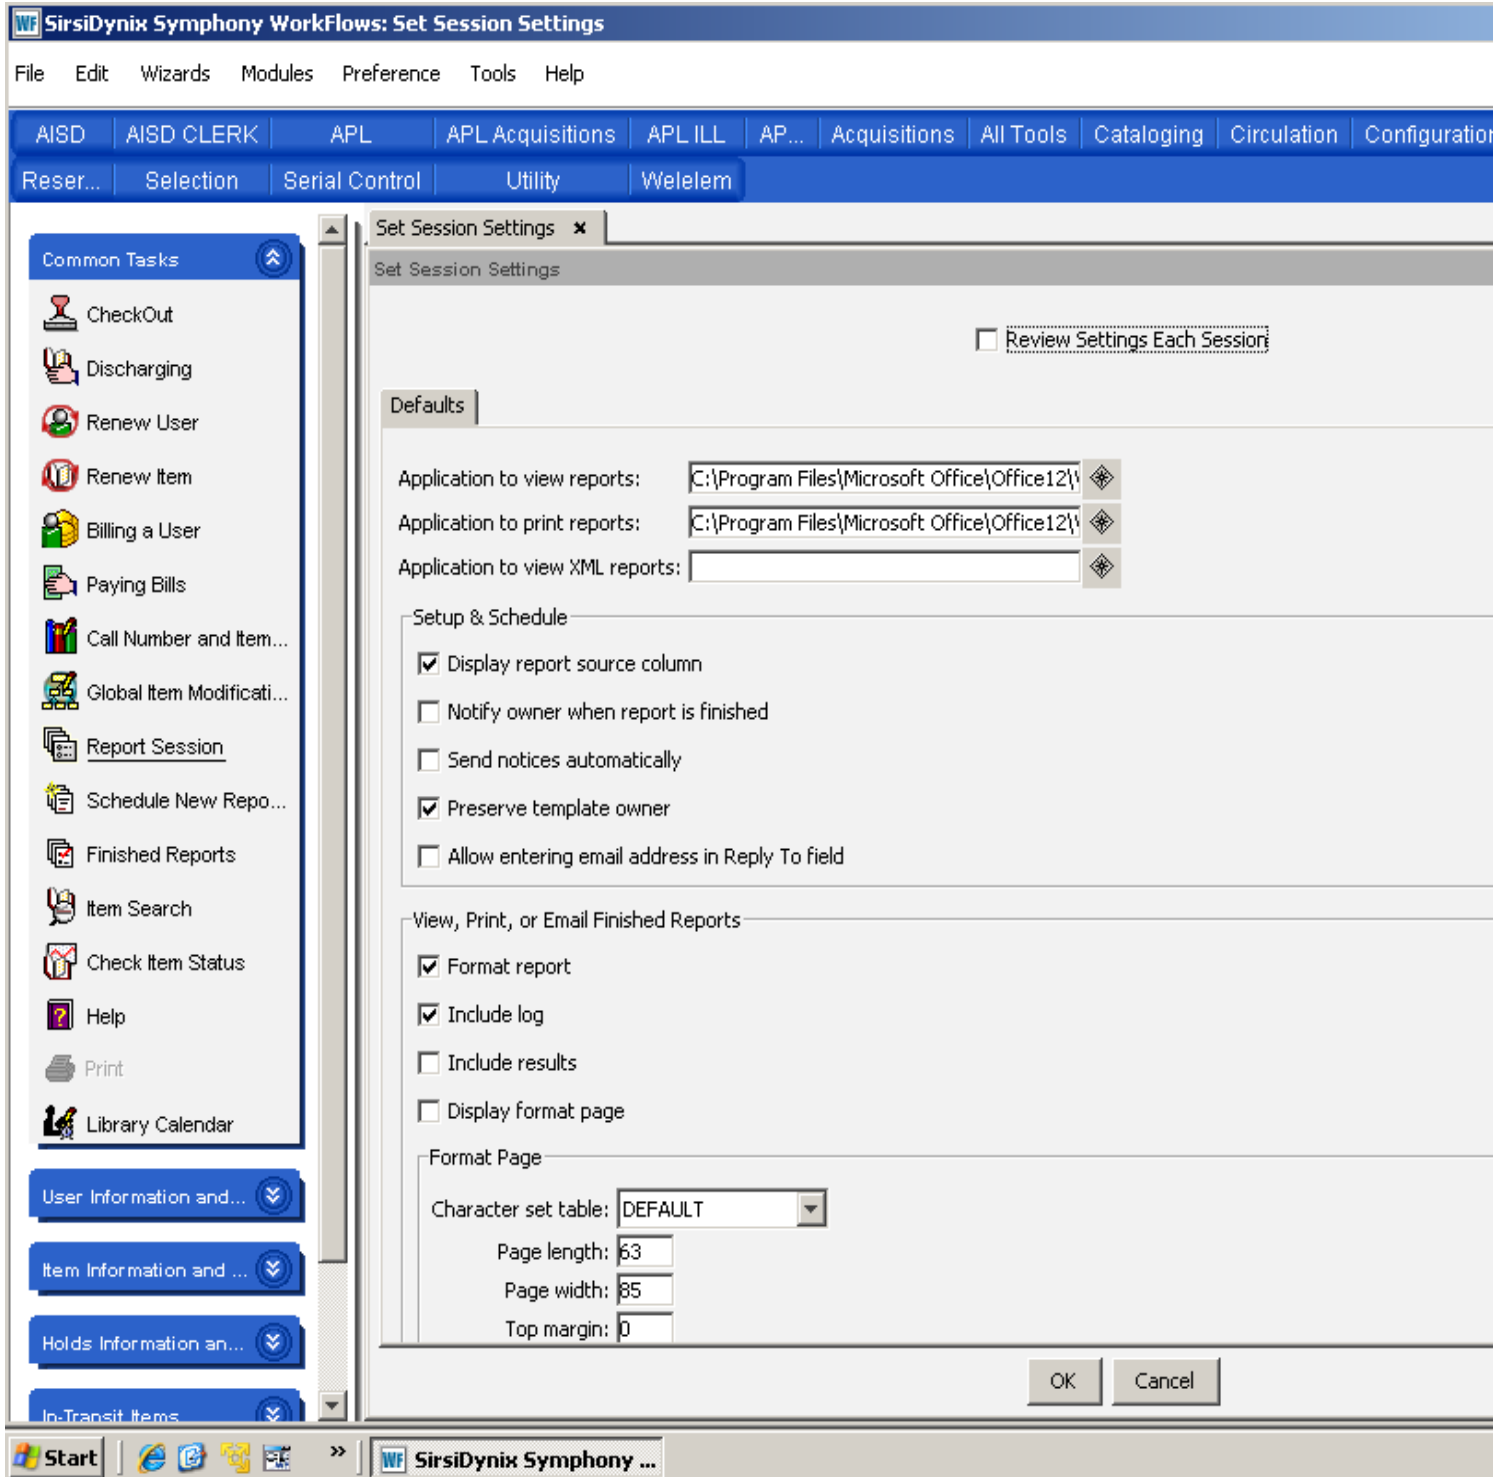 WF SirsiDynix Symphony WorkFlows: Set Session Settings
File Edit Wizards Modules Preference Tools Help
AISD AISD CLERK APL APL Acquisitions APL ILL AP... Acquisitions All Tools Cataloging Circulation Configuration
Reser... Selection Serial Control Utility Welelem
Common Tasks
CheckOut
Discharging
Renew User
Renew Item
Billing a User
Paying Bills
Call Number and Item...
Global Item Modificati...
Report Session
Schedule New Repo...
Finished Reports
Item Search
Check Item Status
Help
Print
Library Calendar
User Information and...
Item Information and ...
Holds Information an...
In-Transit Items
Set Session Settings x
Set Session Settings
Review Settings Each Session
Defaults
Application to view reports: C:\Program Files\Microsoft Office\Office12\
Application to print reports: C:\Program Files\Microsoft Office\Office12\
Application to view XML reports:
Setup & Schedule
Display report source column
Notify owner when report is finished
Send notices automatically
Preserve template owner
Allow entering email address in Reply To field
View, Print, or Email Finished Reports
Format report
Include log
Include results
Display format page
Format Page
Character set table: DEFAULT
Page length: 63
Page width: 85
Top margin: 0
OK Cancel
Start » WF SirsiDynix Symphony ...